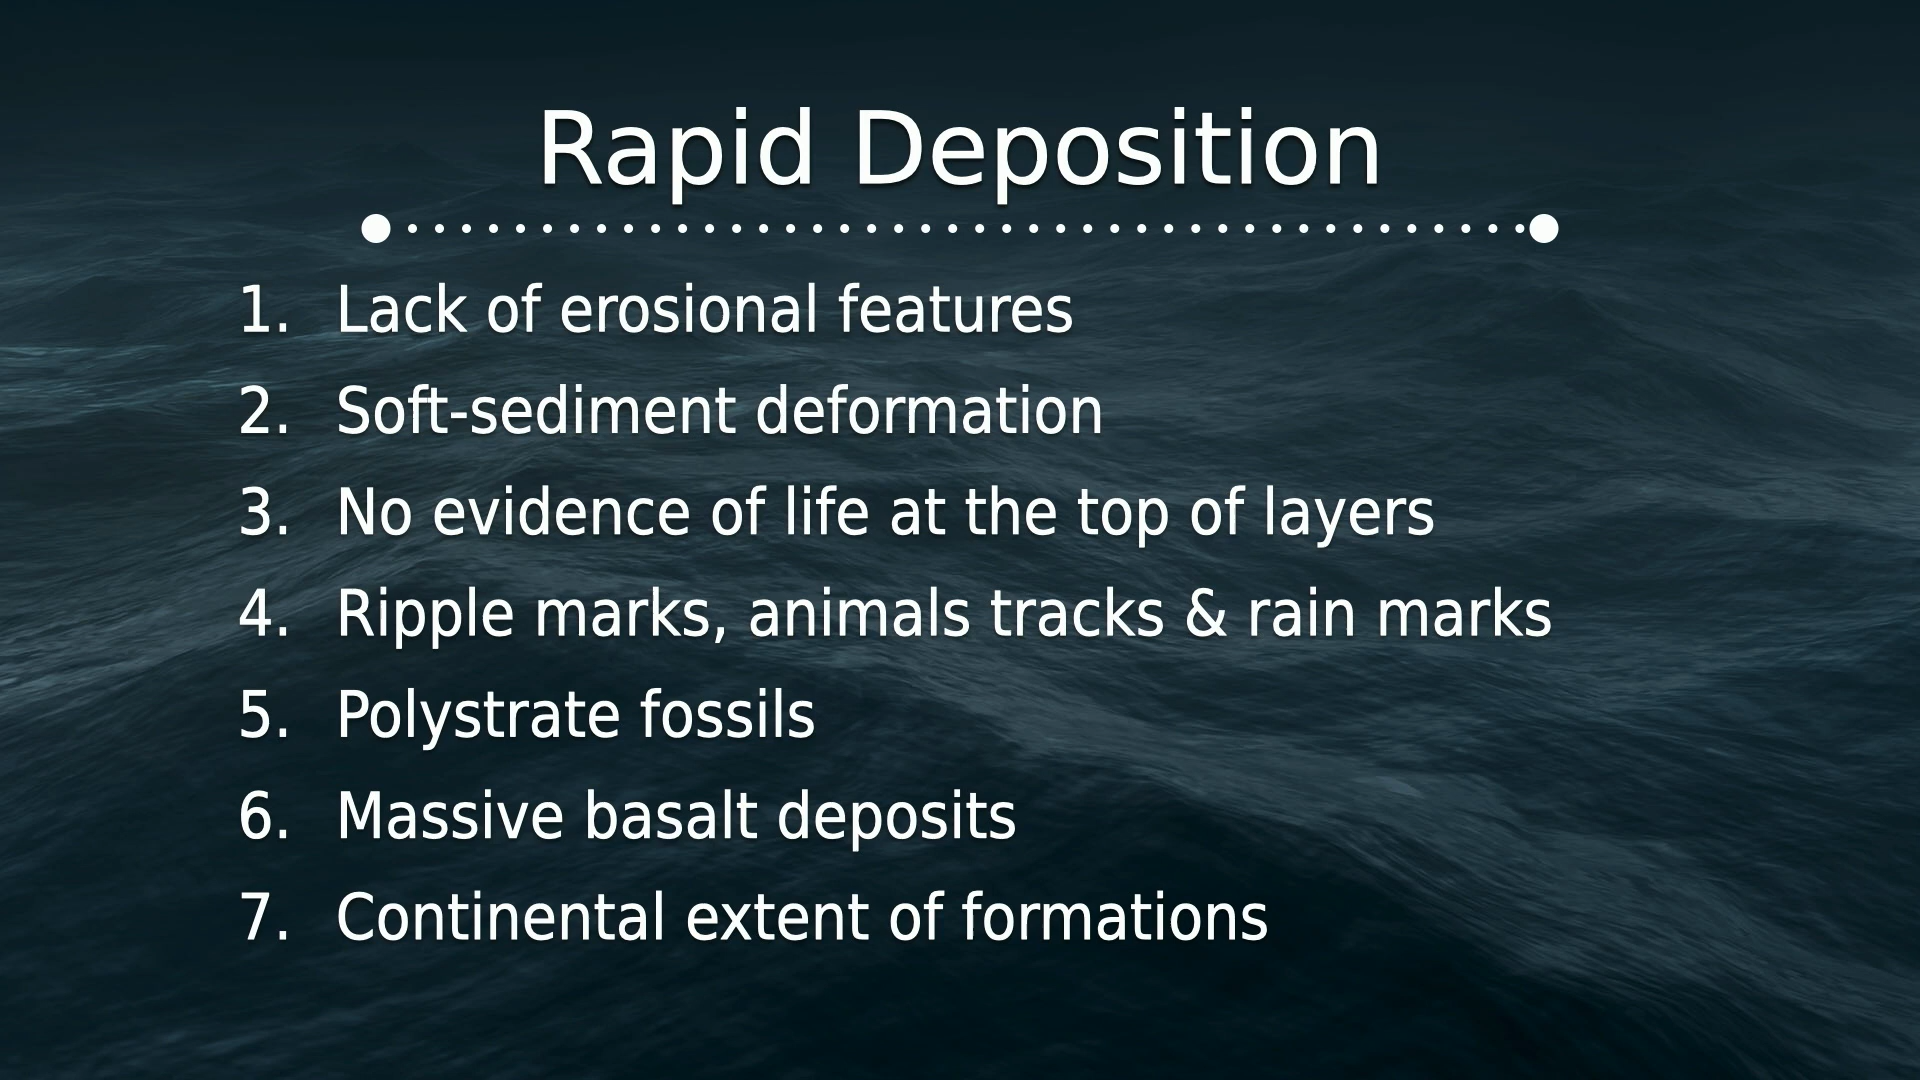 Rapid Deposition
1. Lack of erosional features
2. Soft-sediment deformation
3. No evidence of life at the top of layers
4. Ripple marks, animals tracks & rain marks
5. Polystrate fossils
6. Massive basalt deposits
7. Continental extent of formations